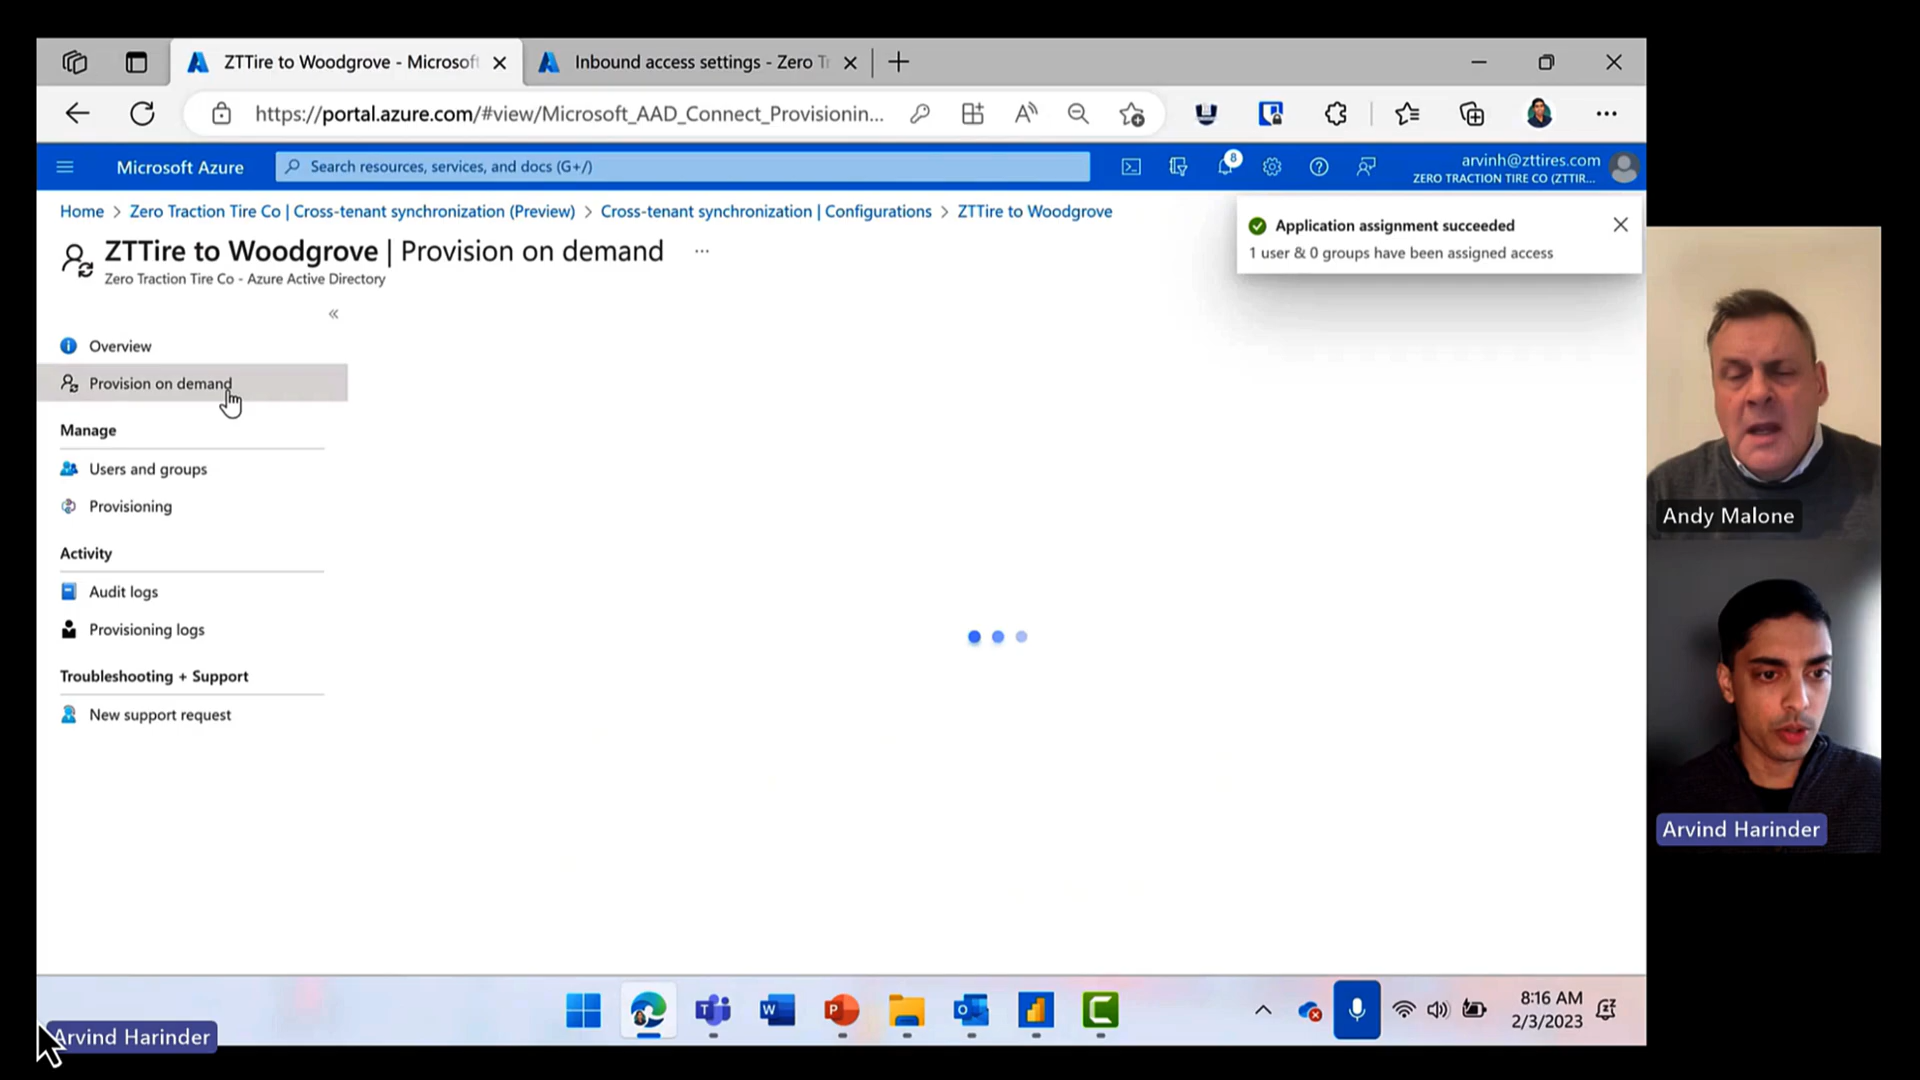 ZTTire to Woodgrove - Microsof
Inbound access settings - Zero Tr
https://portal.azure.com/#view/Microsoft_AAD_Connect_Provisionin...
Microsoft Azure
Search resources, services, and docs (G+/)
8
arvinh@zttires.com
ZERO TRACTION TIRE CO (ZTTIR...
Home > Zero Traction Tire Co | Cross-tenant synchronization (Preview) > Cross-tenant synchronization | Configurations > ZTTire to Woodgrove
ZTTire to Woodgrove | Provision on demand ...
Zero Traction Tire Co - Azure Active Directory
Application assignment succeeded
1 user & 0 groups have been assigned access
Overview
Provision on demand
Manage
Users and groups
Provisioning
Activity
Audit logs
Provisioning logs
Troubleshooting + Support
New support request
Andy Malone
Arvind Harinder
8:16 AM
2/3/2023
Arvind Harinder